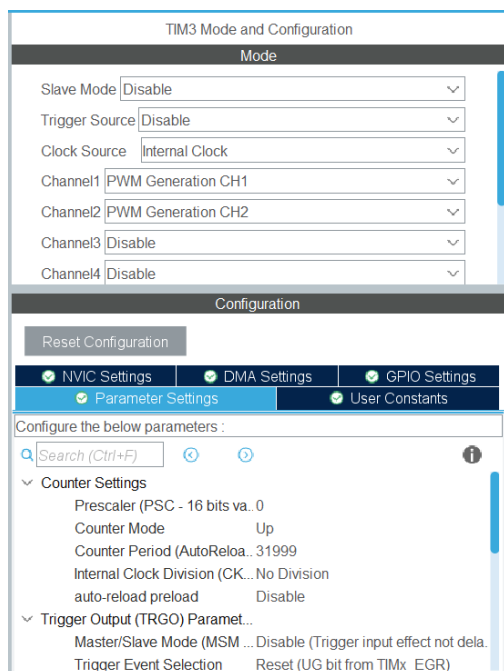 TIM3 Mode and Configuration
Mode
Slave Mode Disable
Trigger Source Disable
Clock Source Internal Clock
Channel1 PWM Generation CH1
Channel2 PWM Generation CH2
Channel3 Disable
Channel4 Disable
Configuration
Reset Configuration
NVIC Settings DMA Settings GPIO Settings
Parameter Settings User Constants
Configure the below parameters :
Search (Ctrl+F)
Counter Settings
Prescaler (PSC - 16 bits va.. 0
Counter Mode Up
Counter Period (AutoReloa.. 31999
Internal Clock Division (CK... No Division
auto-reload preload Disable
Trigger Output (TRGO) Paramet...
Master/Slave Mode (MSM ... Disable (Trigger input effect not dela.
Trigger Event Selection Reset (UG bit from TIMx_EGR)